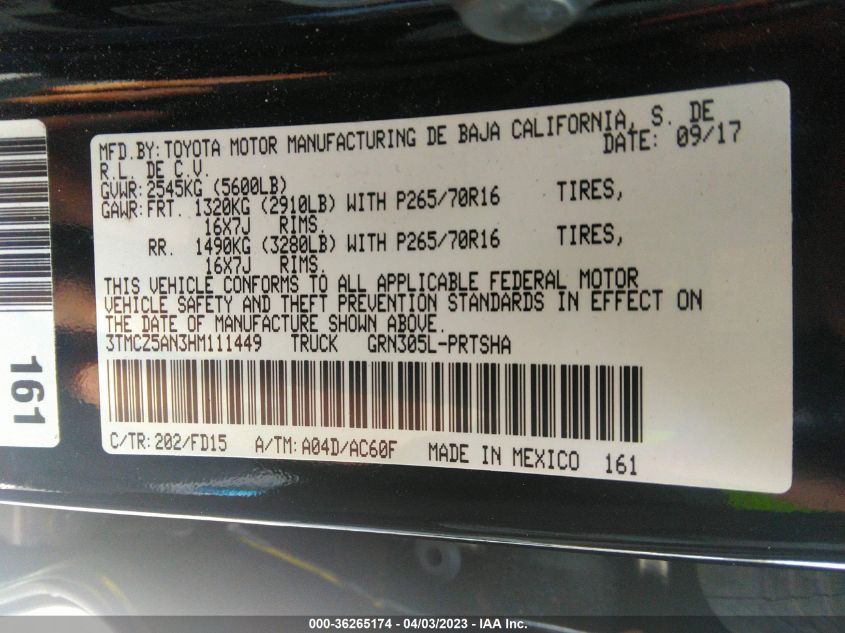 MFD.BY:TOYOTA MOTOR MANUFACTURING DE BAJA CALIFORNIA, S. DE
R.L. DE C.V. DATE: 09/17
GVWR:2545KG (5600LB)
GAWR:FRT. 1320KG (2910LB) WITH P265/70R16 TIRES,
16X7J RIMS.
RR. 1490KG (3280LB) WITH P265/70R16 TIRES,
16X7J RIMS.
THIS VEHICLE CONFORMS TO ALL APPLICABLE FEDERAL MOTOR
VEHICLE SAFETY AND THEFT PREVENTION STANDARDS IN EFFECT ON
THE DATE OF MANUFACTURE SHOWN ABOVE.
3TMCZ5AN3HM111449 TRUCK GRN305L-PRTSHA
C/TR:202/FD15 A/TM:A04D/AC60F MADE IN MEXICO 161
161
000-36265174 - 04/03/2023 - IAA Inc.